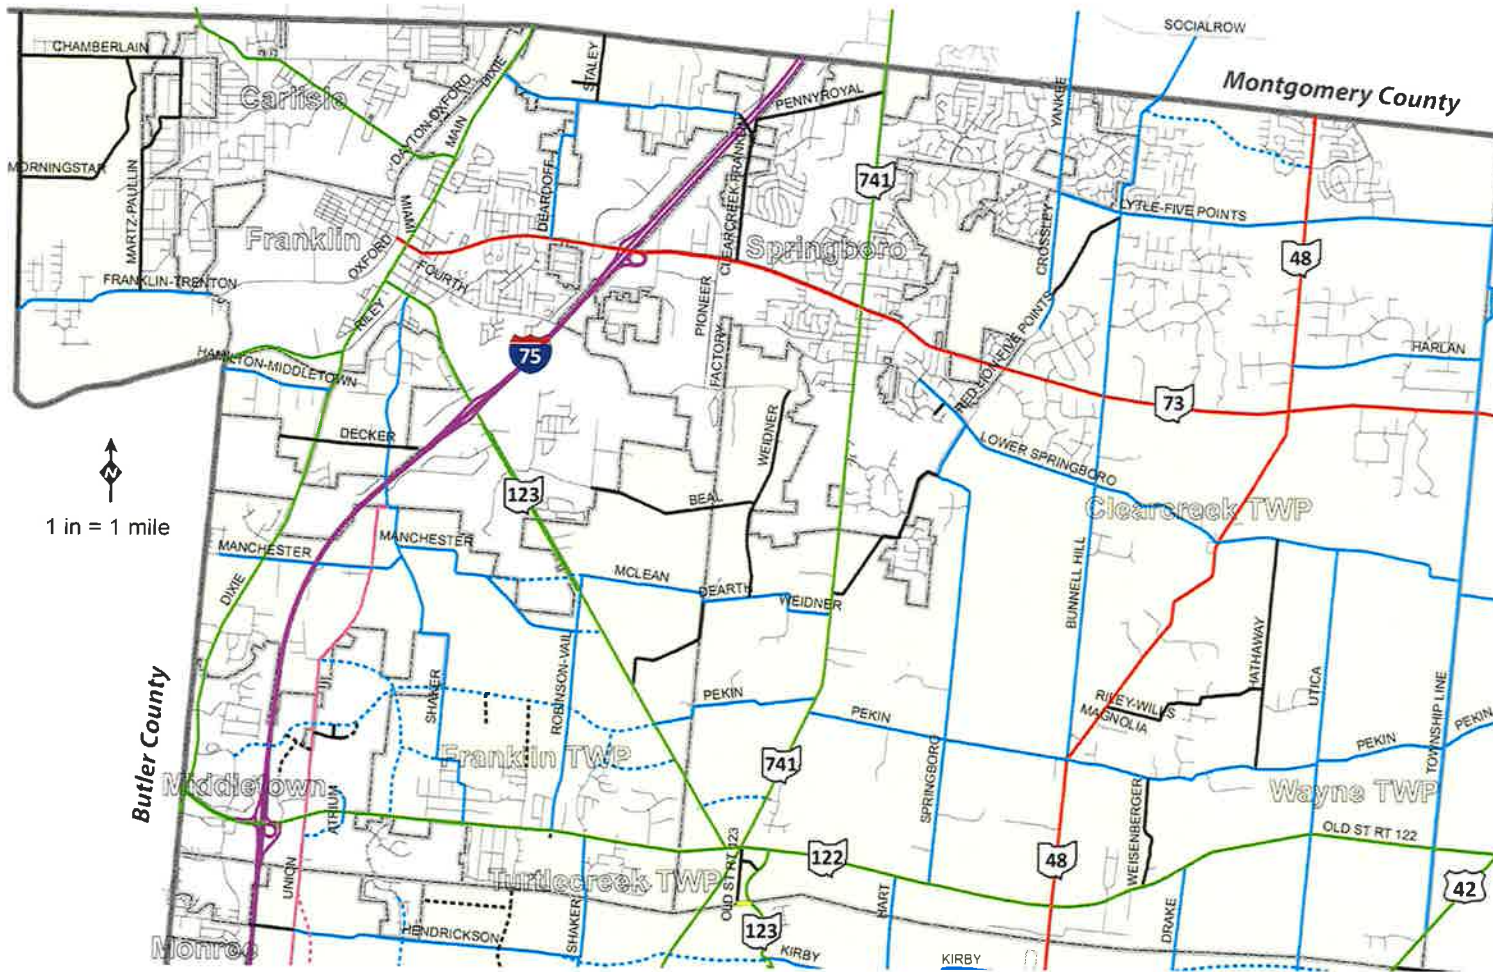 SOCIALROW
CHAMBERLAIN
STALEY
DIXIE
Montgomery County
Carlisle
DAYTON-OXFORD
PENNYROYAL
YANKEE
MAIN
CLEARCREEK-FRANKLIN
MORNINGSTAR
MARTZ-PAULLIN
741
DEARDOFF
MIAMI
LYTLE-FIVE POINTS
CROSSLEY
Franklin
OXFORD
Springboro
48
FOURTH
FRANKLIN-TRENTON
RILEY
PIONEER
RED LION-FIVE POINTS
HAMILTON-MIDDLETOWN
75
FACTORY
HARLAN
73
DECKER
WEIDNER
LOWER SPRINGBORO
N
123
BEAL
Clearcreek TWP
1 in = 1 mile
MANCHESTER
MANCHESTER
BUNNELL HILL
MCLEAN
DEARTH
WEIDNER
DIXIE
HATHAWAY
UTICA
ROBINSON-VAIL
SHAKER
PEKIN
RILEY-WILLS
MAGNOLIA
PEKIN
PEKIN
TOWNSHIP LINE
PEKIN
Butler County
Franklin TWP
741
SPRINGBORO
Middletown
ATRIUM
Wayne TWP
WEISENBERGER
OLD ST RT 122
OLD ST RT 123
122
48
UNION
Turtlecreek TWP
42
HART
SHAKER
DRAKE
123
HENDRICKSON
Monroe
KIRBY
KIRBY